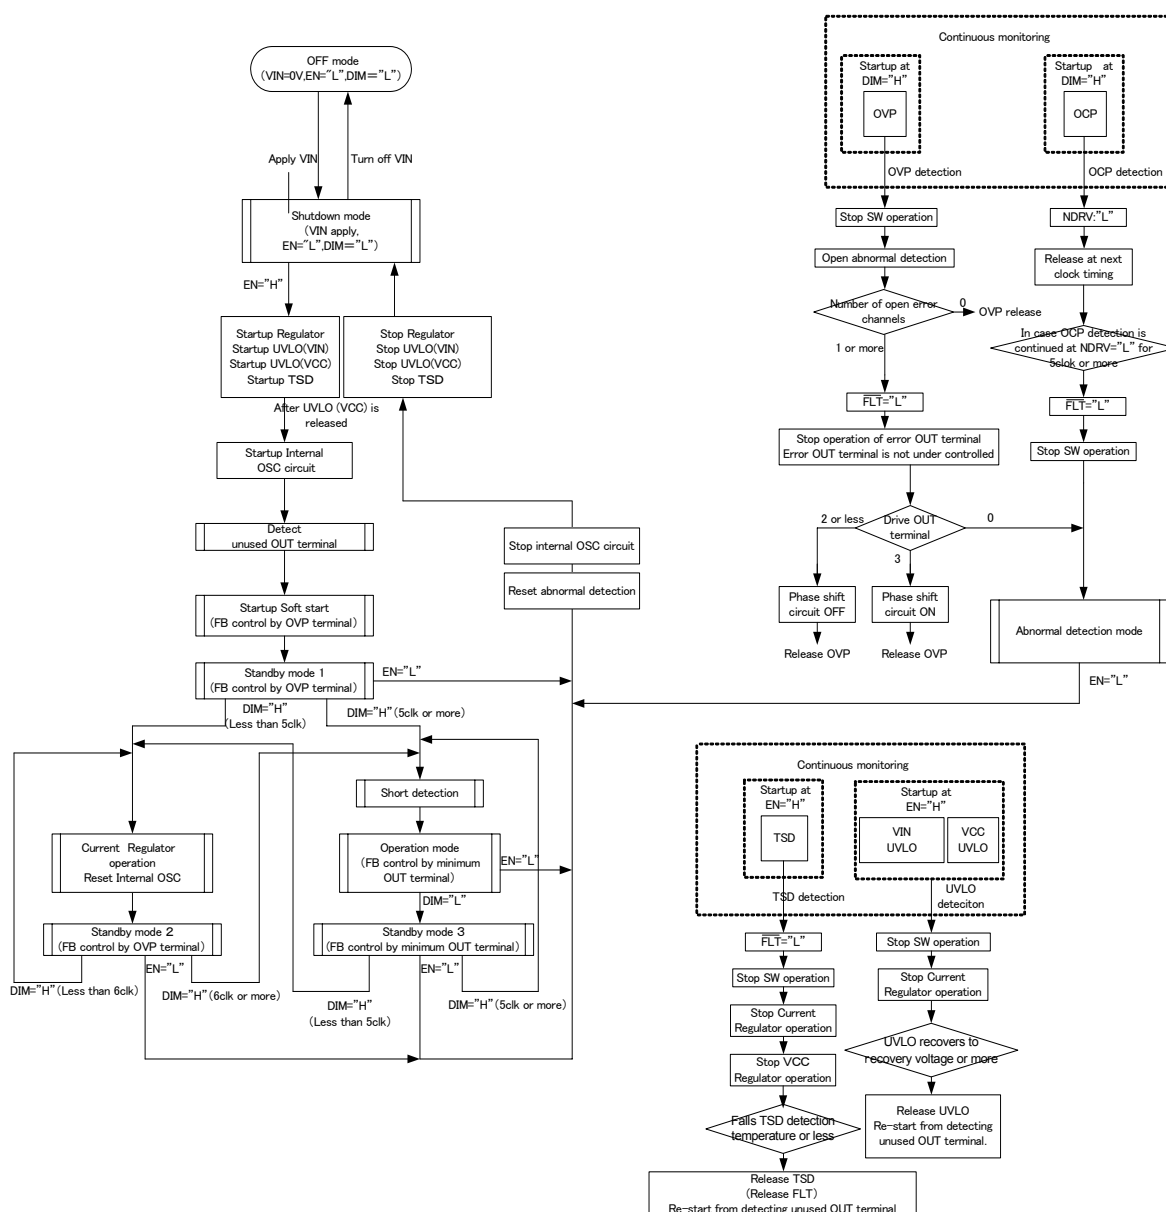 OFF mode
(VIN=0V,EN="L",DIM="L")
Apply VIN
Turn off VIN
Shutdown mode
(VIN apply,
EN="L",DIM="L")
EN="H"
Startup Regulator
Startup UVLO(VIN)
Startup UVLO(VCC)
Startup TSD
Stop Regulator
Stop UVLO(VIN)
Stop UVLO(VCC)
Stop TSD
After UVLO (VCC) is
released
Startup Internal
OSC circuit
Detect
unused OUT terminal
Stop internal OSC circuit
Reset abnormal detection
Startup Soft start
(FB control by OVP terminal)
Standby mode 1
(FB control by OVP terminal)
EN="L"
DIM="H"
(Less than 5clk)
DIM="H" (5clk or more)
Short detection
Current Regulator
operation
Reset Internal OSC
Operation mode
(FB control by minimum
OUT terminal)
EN="L"
DIM="L"
Standby mode 2
(FB control by OVP terminal)
Standby mode 3
(FB control by minimum OUT terminal)
EN="L"
EN="L"
DIM="H" (Less than 6clk)
DIM="H" (6clk or more)
DIM="H"
(Less than 5clk)
DIM="H" (5clk or more)
Continuous monitoring
Startup at
DIM="H"
OVP
Startup at
DIM="H"
OCP
OVP detection
OCP detection
Stop SW operation
NDRV:"L"
Open abnormal detection
Release at next
clock timing
Number of open error
channels
0
OVP release
1 or more
In case OCP detection is
continued at NDRV="L" for
5clok or more
FLT="L"
FLT="L"
Stop operation of error OUT terminal
Error OUT terminal is not under controlled
Stop SW operation
2 or less
Drive OUT
terminal
0
3
Phase shift
circuit OFF
Phase shift
circuit ON
Release OVP
Release OVP
Abnormal detection mode
EN="L"
Continuous monitoring
Startup at
EN="H"
TSD
Startup at
EN="H"
VIN
UVLO
VCC
UVLO
TSD detection
UVLO
deteciton
FLT="L"
Stop SW operation
Stop SW operation
Stop Current
Regulator operation
Stop Current
Regulator operation
Stop VCC
Regulator operation
UVLO recovers to
recovery voltage or more
Falls TSD detection
temperature or less
Release UVLO
Re-start from detecting
unused OUT terminal.
Release TSD
(Release FLT)
Re-start from detecting unused OUT terminal